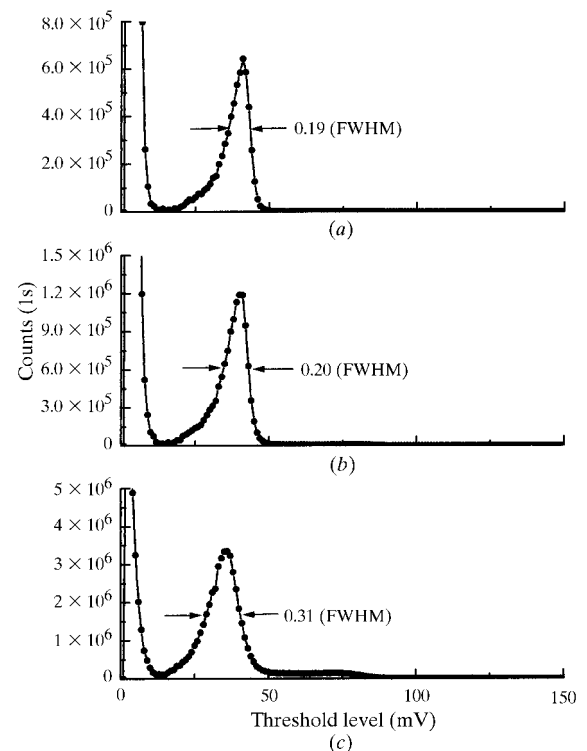 8.0 × 10⁵
6.0 × 10⁵
4.0 × 10⁵
2.0 × 10⁵
0
0.19 (FWHM)
(a)
1.5 × 10⁶
1.2 × 10⁶
9.0 × 10⁵
6.0 × 10⁵
3.0 × 10⁵
0
0.20 (FWHM)
(b)
Counts (1s)
5 × 10⁶
4 × 10⁶
3 × 10⁶
2 × 10⁶
1 × 10⁶
0
0.31 (FWHM)
0 50 100 150
Threshold level (mV)
(c)